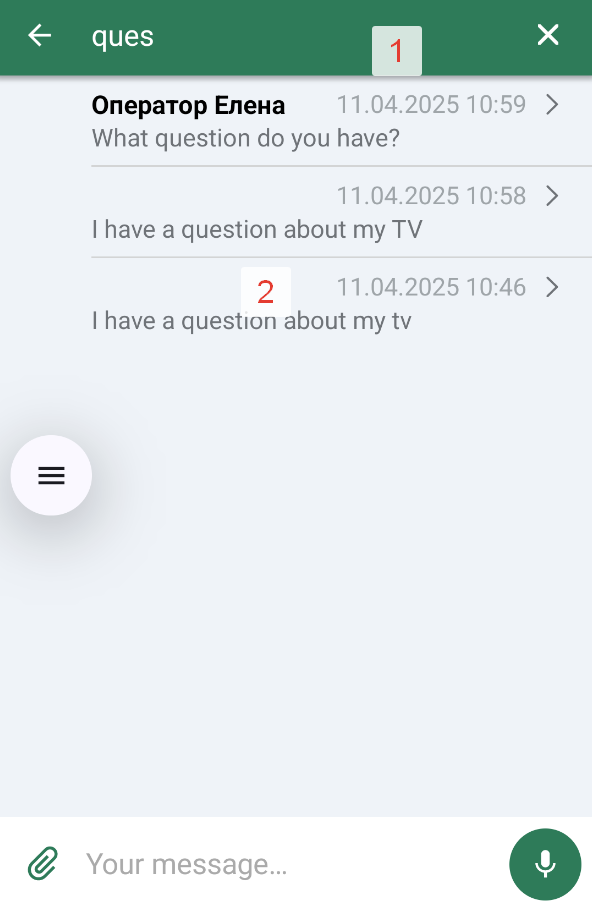 ques
1
Оператор Елена 11.04.2025 10:59
What question do you have?
11.04.2025 10:58
I have a question about my TV
2 11.04.2025 10:46
I have a question about my tv
Your message...